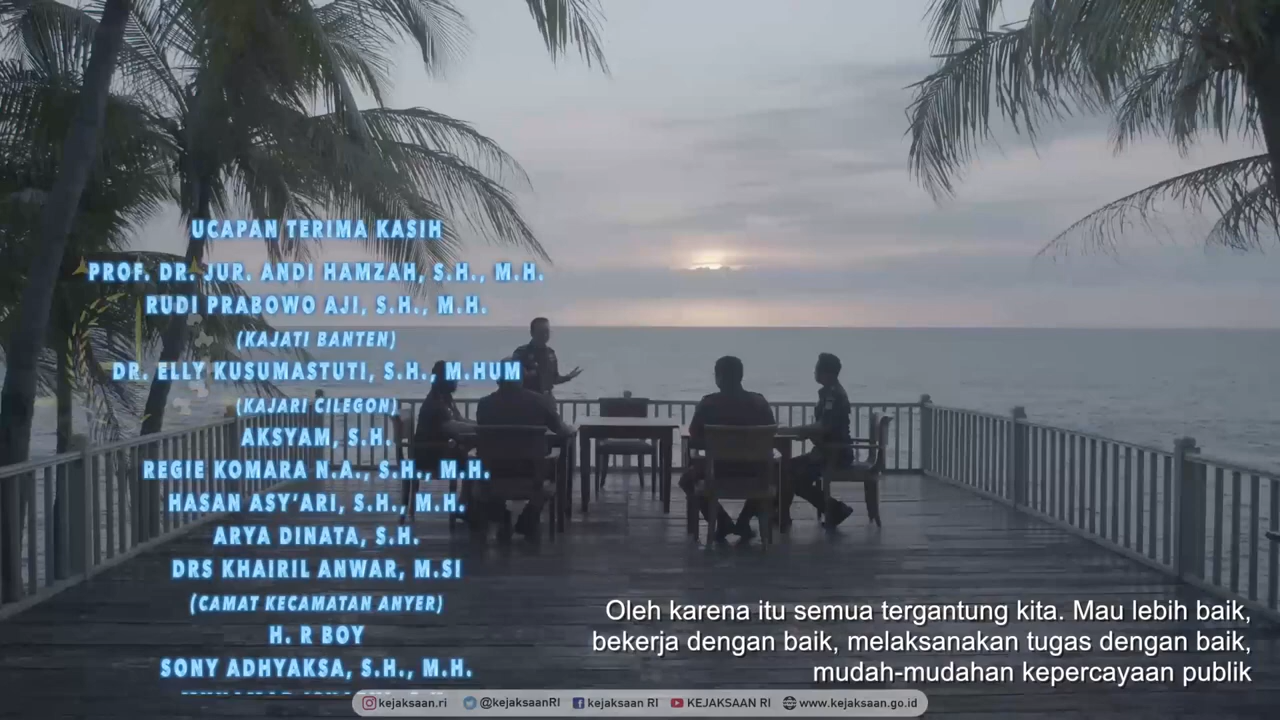 UCAPAN TERIMA KASIH
PROF. DR. JUR. ANDI HAMZAH, S.H., M.H.
RUDI PRABOWO AJI, S.H., M.H.
(KAJATI BANTEN)
DR. ELLY KUSUMASTUTI, S.H., M.HUM
(KAJARI CILEGON)
AKSYAM, S.H.
REGIE KOMARA N.A., S.H., M.H.
HASAN ASY'ARI, S.H., M.H.
ARYA DINATA, S.H.
DRS KHAIRIL ANWAR, M.SI
(CAMAT KECAMATAN ANYER)
H. R BOY
SONY ADHYAKSA, S.H., M.H.
Oleh karena itu semua tergantung kita. Mau lebih baik,
bekerja dengan baik, melaksanakan tugas dengan baik,
mudah-mudahan kepercayaan publik
kejaksaan.ri @kejaksaanRI kejaksaan RI KEJAKSAAN RI www.kejaksaan.go.id